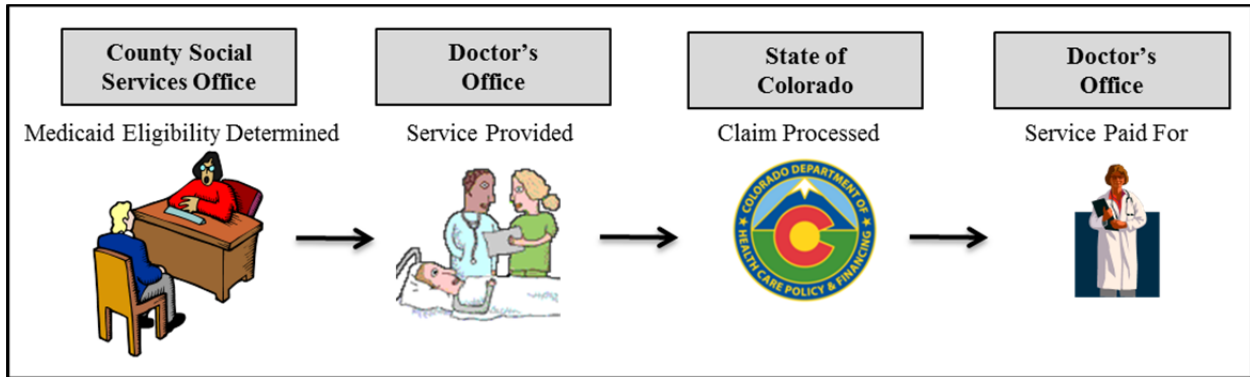 County Social
Services Office
Medicaid Eligibility Determined
Doctor's
Office
Service Provided
State of
Colorado
Claim Processed
COLORADO DEPARTMENT OF
HEALTH CARE POLICY & FINANCING
Doctor's
Office
Service Paid For